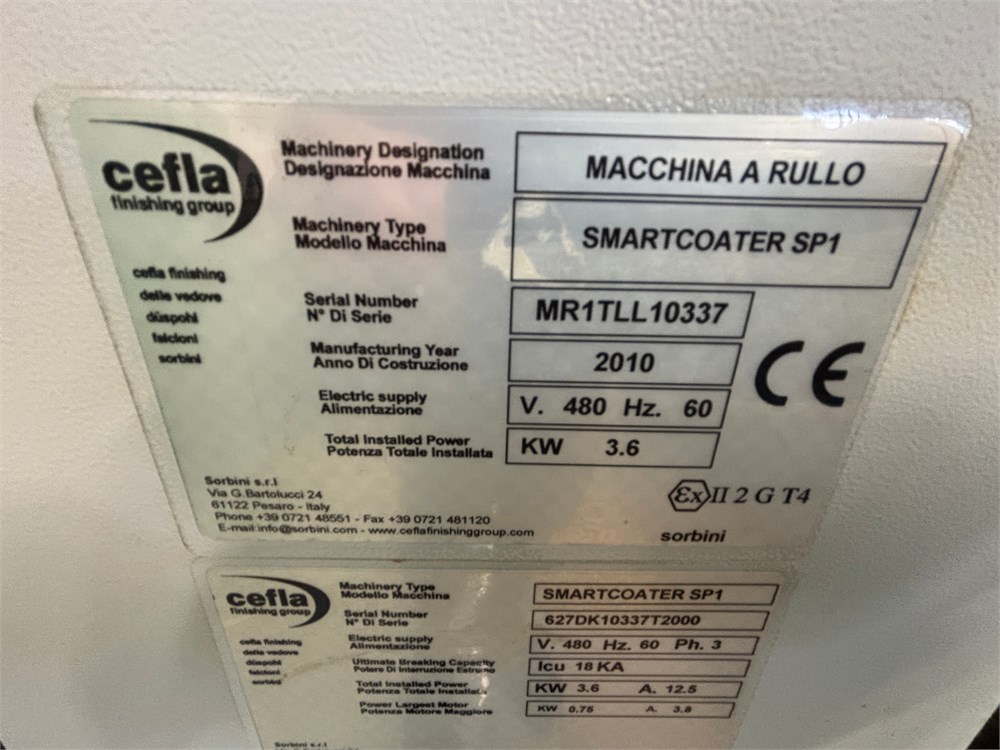 cefla
finishing group
cefla finishing
delle vedove
düspohl
falcioni
sorbini
Machinery Designation
Designazione Macchina
MACCHINA A RULLO
Machinery Type
Modello Macchina
SMARTCOATER SP1
Serial Number
N° Di Serie
MR1TLL10337
Manufacturing Year
Anno Di Costruzione
2010
Electric supply
Alimentazione
V. 480 Hz. 60
Total Installed Power
Potenza Totale Installata
KW 3.6
CE
Sorbini s.r.l
Via G.Bartolucci 24
61122 Pesaro - Italy
Phone +39 0721 48551 - Fax +39 0721 481120
E-mail:info@sorbini.com - www.ceflafinishinggroup.com
Ex II 2 G T4
sorbini
cefla
finishing group
cefla finishing
delle vedove
düspohl
falcioni
sorbini
Machinery Type
Modello Macchina
SMARTCOATER SP1
Serial Number
N° Di Serie
627DK10337T2000
Electric supply
Alimentazione
V. 480 Hz. 60 Ph. 3
Ultimate Breaking Capacity
Potere Di Interruzione Estremo
Icu 18 KA
Total Installed Power
Potenza Totale Installata
KW 3.6 A. 12.5
Power Largest Motor
Potenza Motore Maggiore
KW 0.75 A. 3.8
Sorbini s.r.l